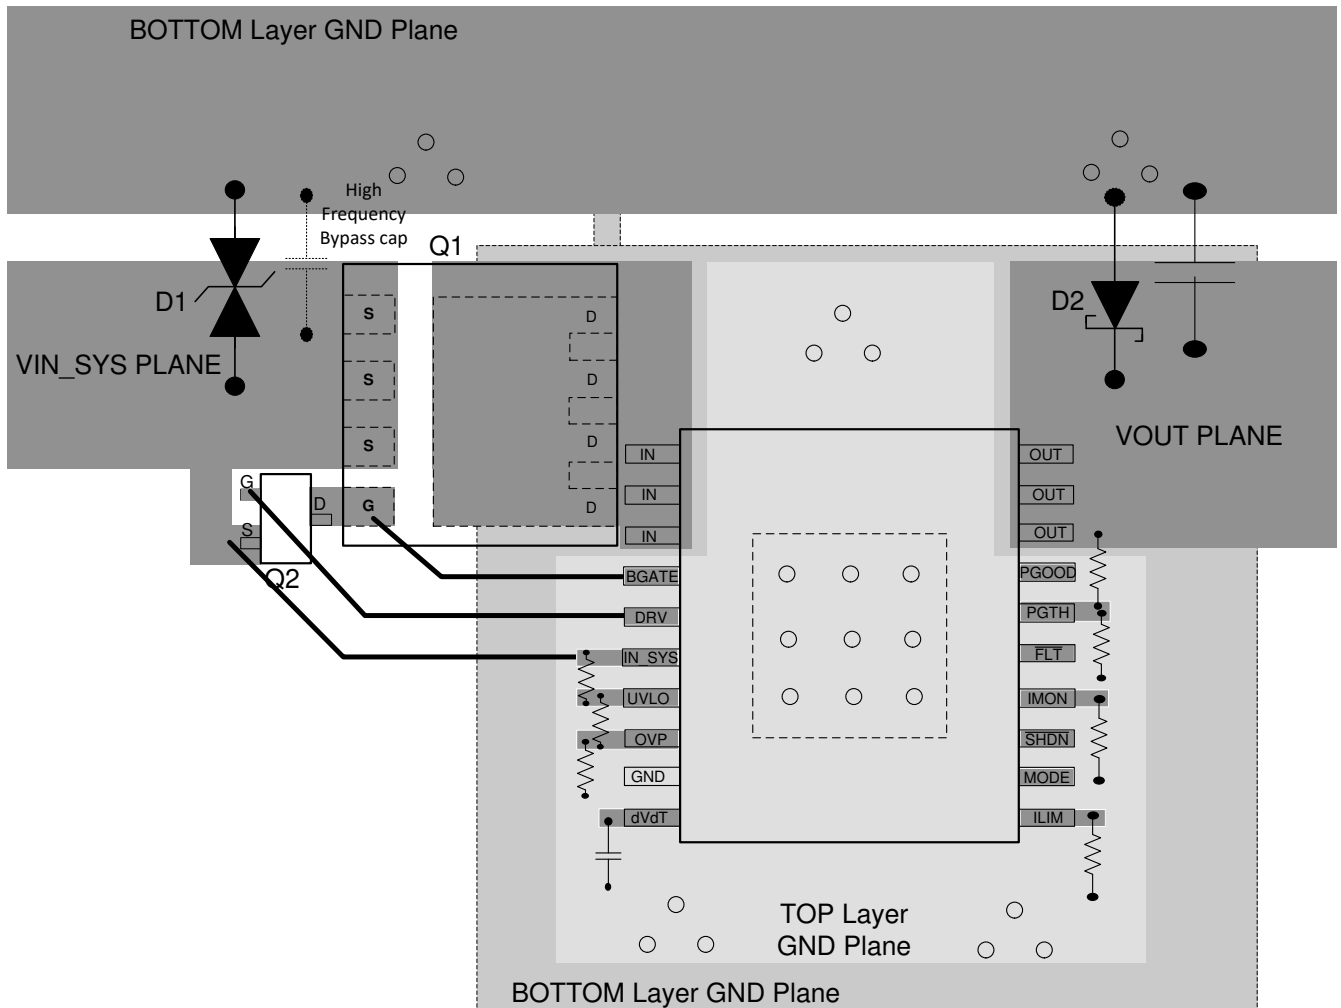 BOTTOM Layer GND Plane
High
Frequency
Bypass cap
Q1
D1
D2
VIN_SYS PLANE
VOUT PLANE
S
S
S
G
D
D
D
D
G
S
D
Q2
IN
IN
IN
BGATE
DRV
IN_SYS
UVLO
OVP
GND
dVdT
OUT
OUT
OUT
PGOOD
PGTH
FLT
IMON
SHDN
MODE
ILIM
TOP Layer
GND Plane
BOTTOM Layer GND Plane